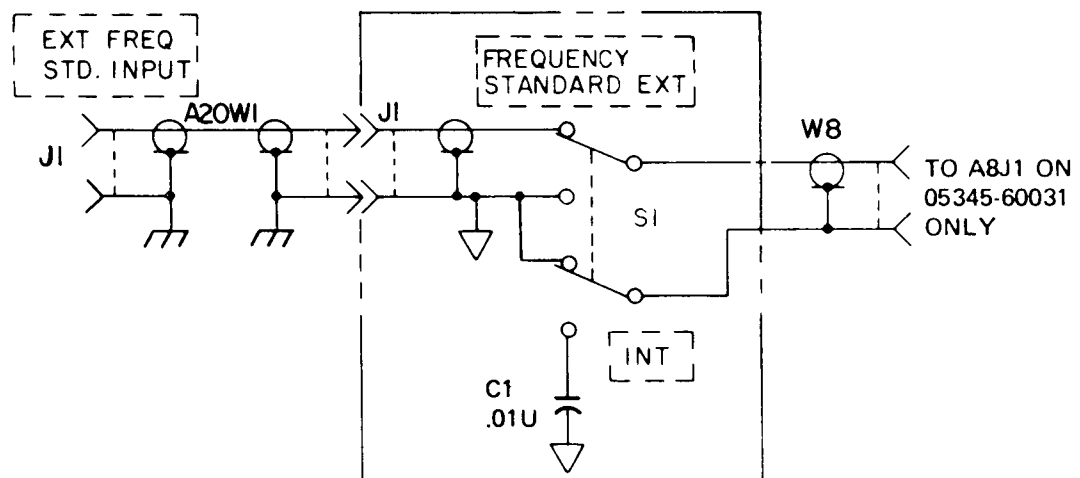 EXT FREQ
STD. INPUT
J1
A20W1
J1
FREQUENCY
STANDARD EXT
W8
TO A8J1 ON
05345-60031
ONLY
S1
INT
C1
.01U